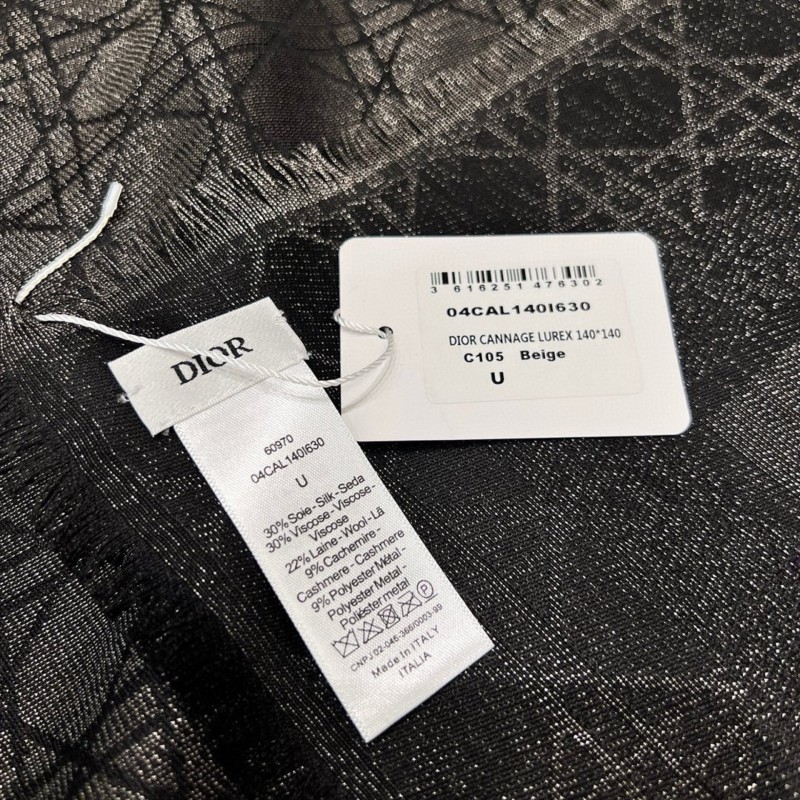 3 616251 476302
04CAL140I630
DIOR CANNAGE LUREX 140*140
C105 Beige
U
DIOR
60970
04CAL140I630
U
30% Soie-Silk-Seda
30% Viscose-Viscose-
Viscose
22% Laine-Wool-Lã
9% Cachemire-
Cashmere-Cashmere
9% Polyester Métal-
Polyester Metal-
Poliéster metal
P
CNPJ 02-046-366/0003-99
Made in ITALY
ITALIA